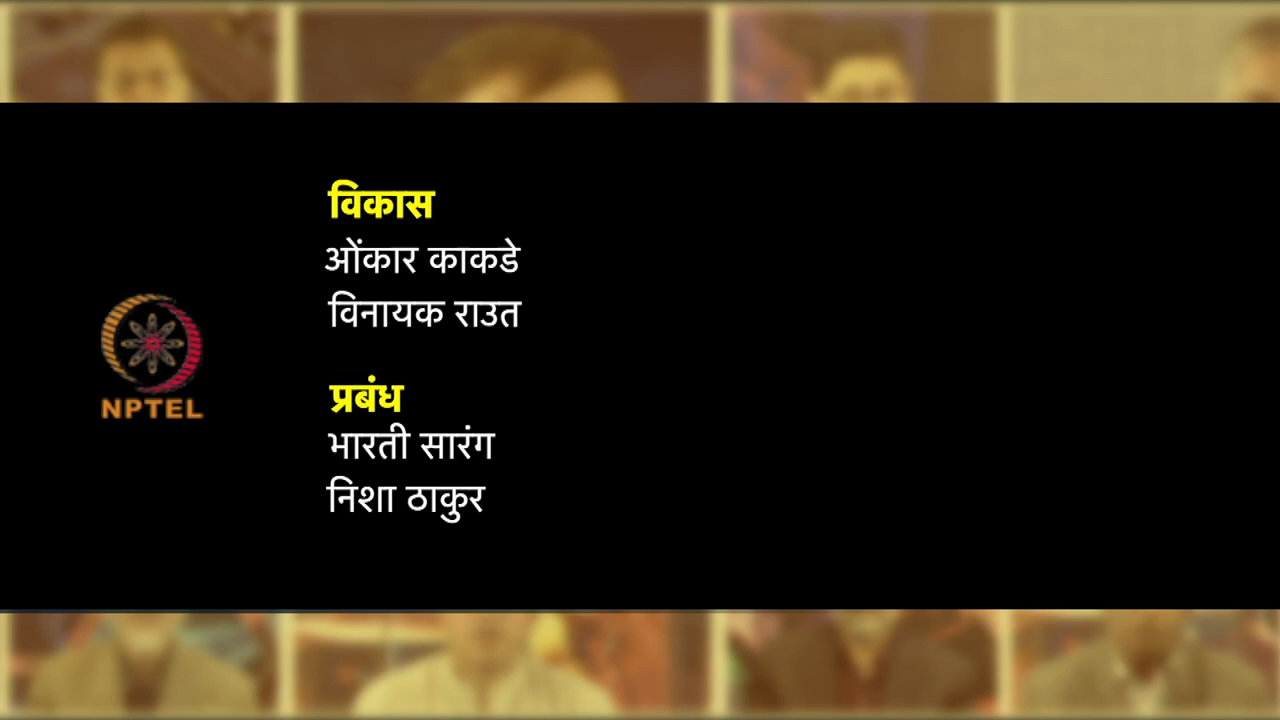 विकास
ओंकार काकडे
विनायक राउत
प्रबंध
भारती सारंग
निशा ठाकुर
NPTEL